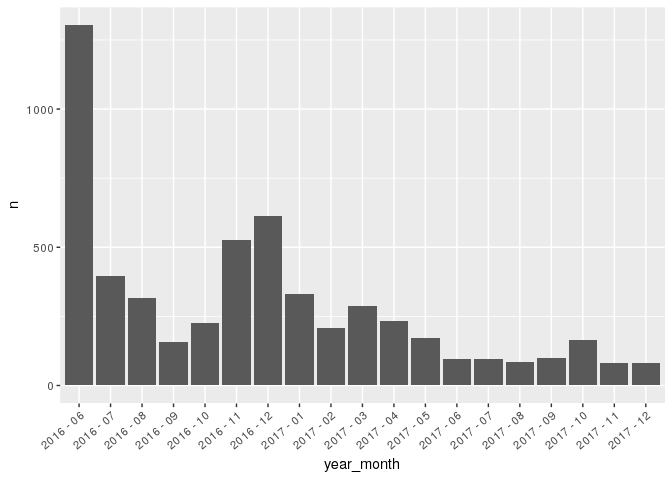 1000
500
0
n
2016 - 06
2016 - 07
2016 - 08
2016 - 09
2016 - 10
2016 - 11
2016 - 12
2017 - 01
2017 - 02
2017 - 03
2017 - 04
2017 - 05
2017 - 06
2017 - 07
2017 - 08
2017 - 09
2017 - 10
2017 - 11
2017 - 12
year_month